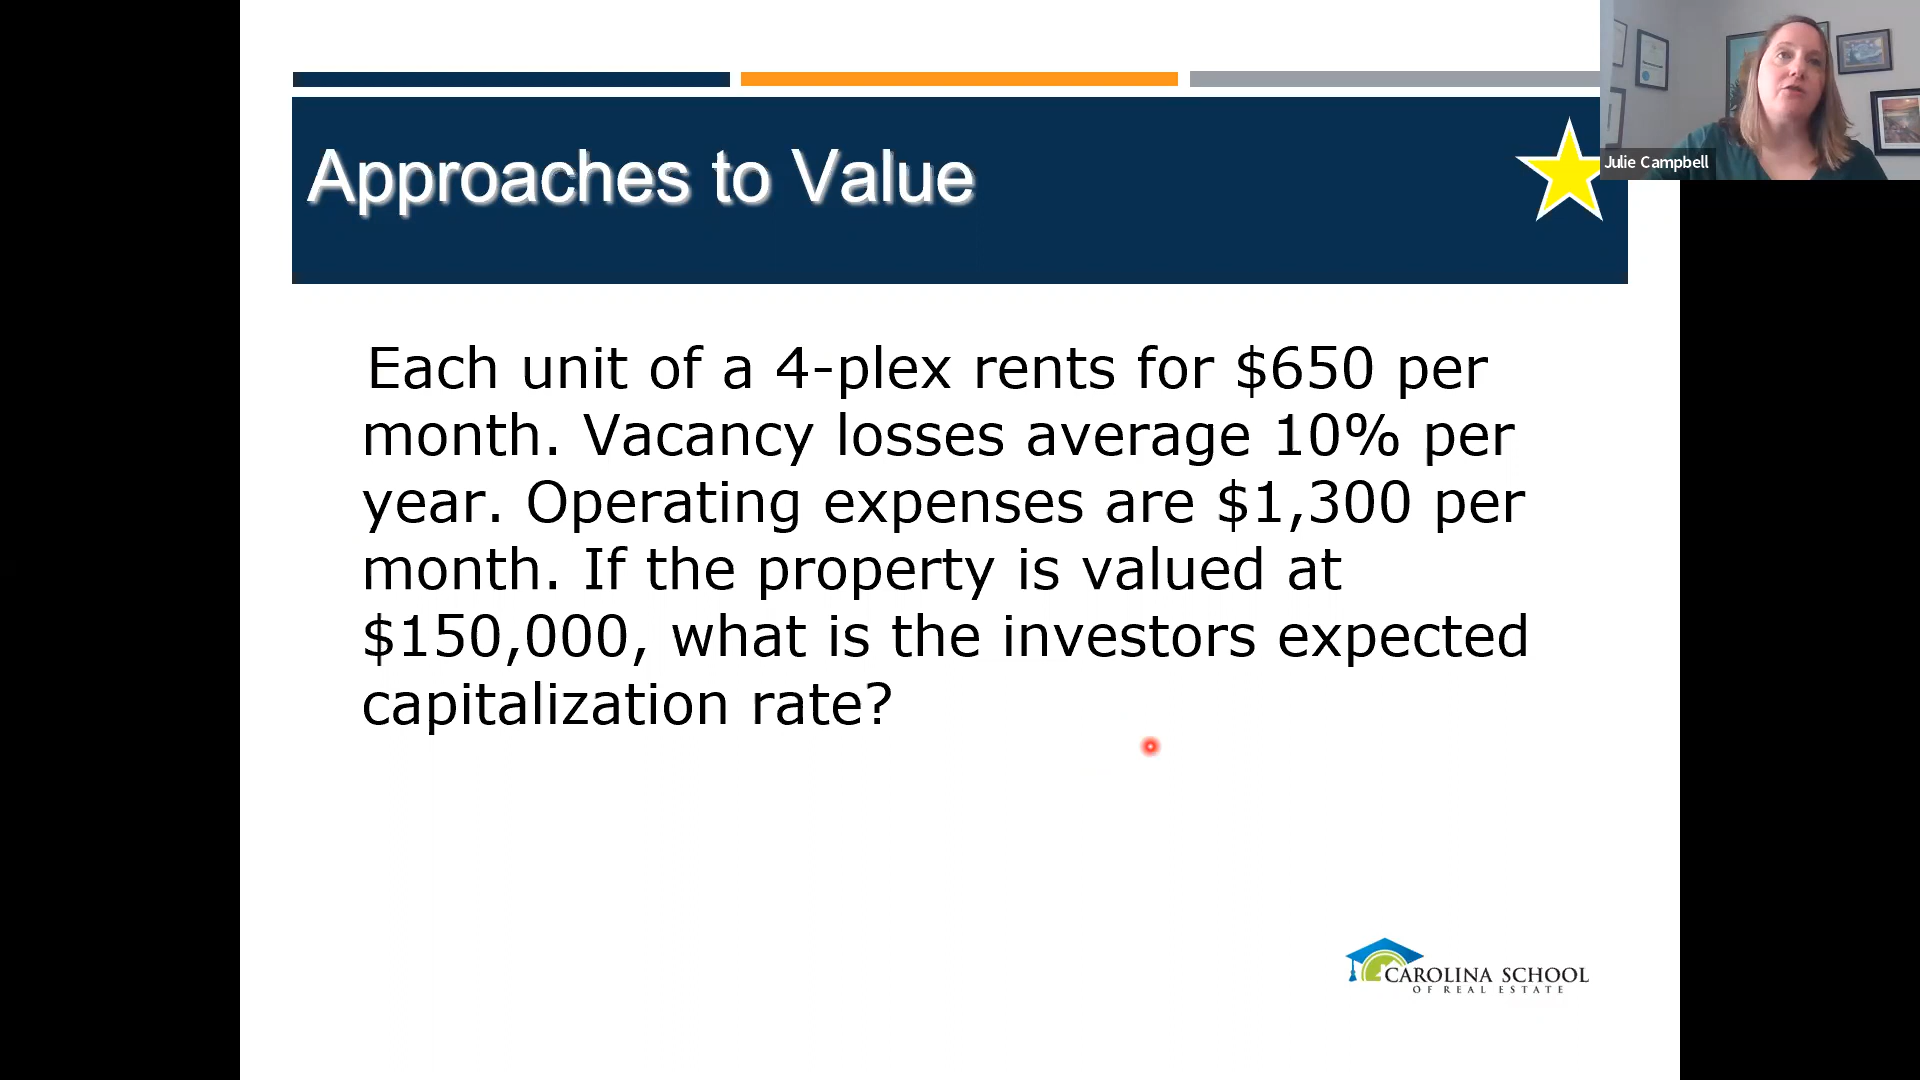 Approaches to Value
Julie Campbell
Each unit of a 4-plex rents for $650 per
month. Vacancy losses average 10% per
year. Operating expenses are $1,300 per
month. If the property is valued at
$150,000, what is the investors expected
capitalization rate?
CAROLINA SCHOOL
OF REAL ESTATE